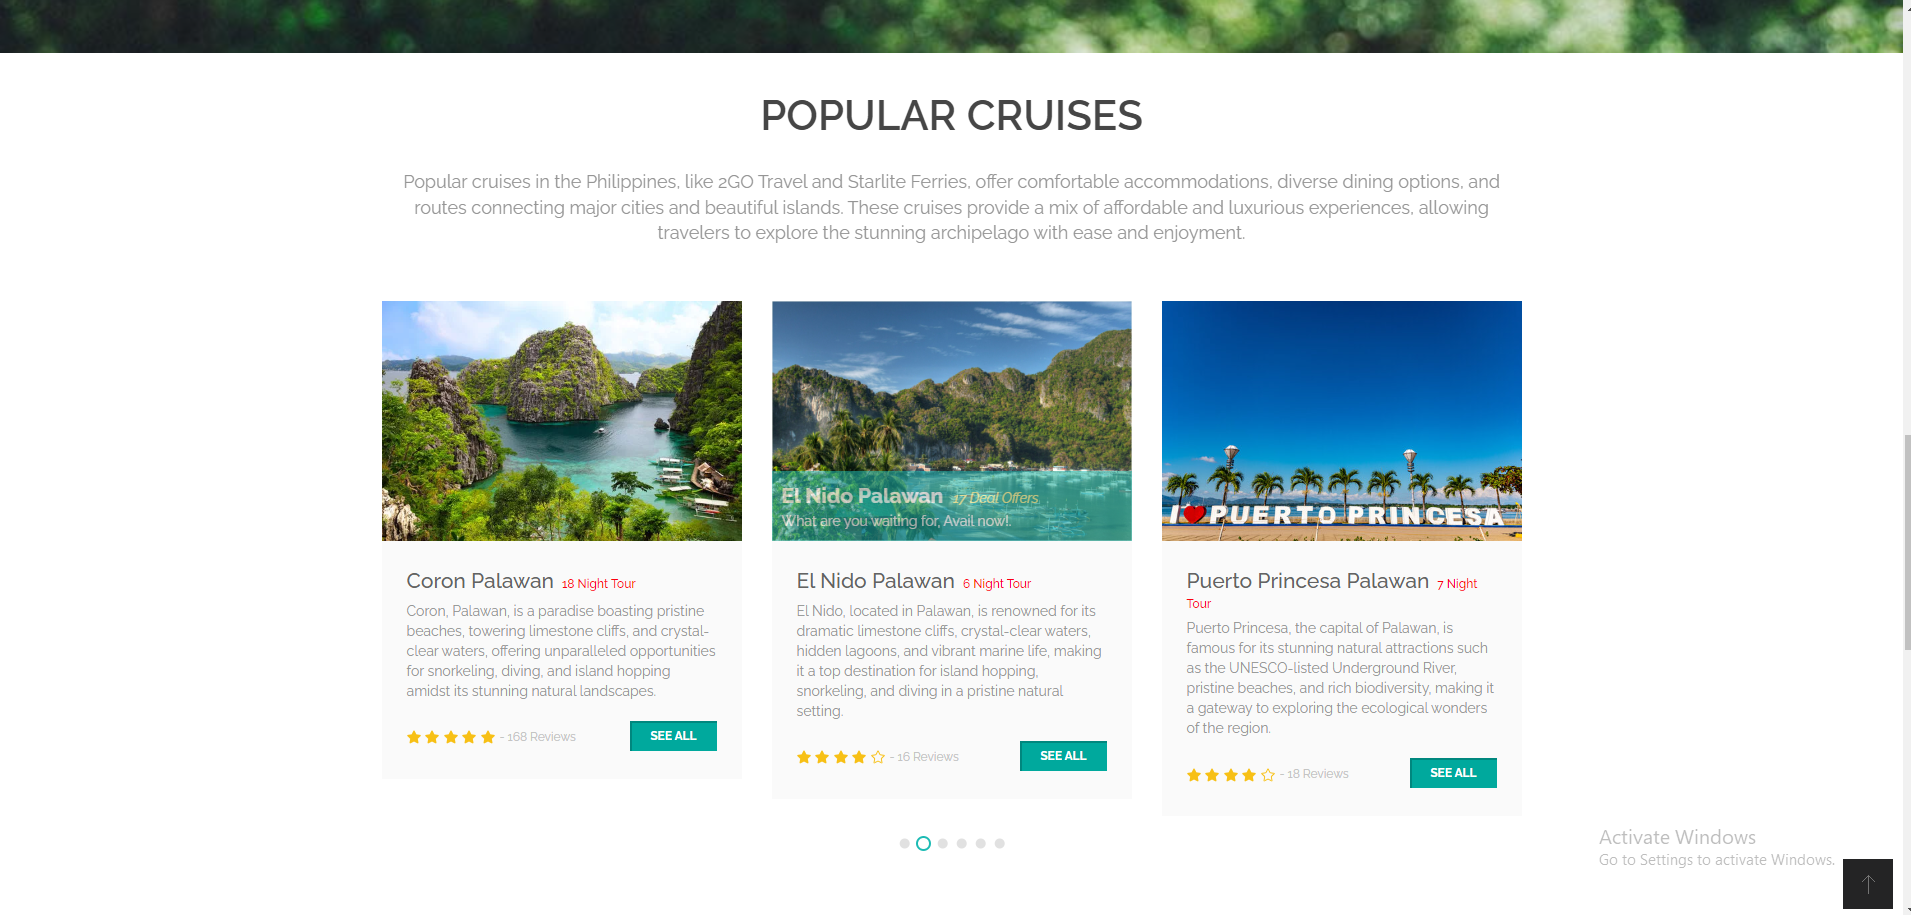 POPULAR CRUISES
Popular cruises in the Philippines, like 2GO Travel and Starlite Ferries, offer comfortable accommodations, diverse dining options, and
routes connecting major cities and beautiful islands. These cruises provide a mix of affordable and luxurious experiences, allowing
travelers to explore the stunning archipelago with ease and enjoyment.
El Nido Palawan 17 Deal Offers
What are you waiting for, Avail now!.
I ❤ PUERTO PRINCESA
Coron Palawan 18 Night Tour
Coron, Palawan, is a paradise boasting pristine
beaches, towering limestone cliffs, and crystal-
clear waters, offering unparalleled opportunities
for snorkeling, diving, and island hopping
amidst its stunning natural landscapes.
- 168 Reviews
SEE ALL
El Nido Palawan 6 Night Tour
El Nido, located in Palawan, is renowned for its
dramatic limestone cliffs, crystal-clear waters,
hidden lagoons, and vibrant marine life, making
it a top destination for island hopping,
snorkeling, and diving in a pristine natural
setting.
- 16 Reviews
SEE ALL
Puerto Princesa Palawan 7 Night
Tour
Puerto Princesa, the capital of Palawan, is
famous for its stunning natural attractions such
as the UNESCO-listed Underground River,
pristine beaches, and rich biodiversity, making it
a gateway to exploring the ecological wonders
of the region.
- 18 Reviews
SEE ALL
Activate Windows
Go to Settings to activate Windows.